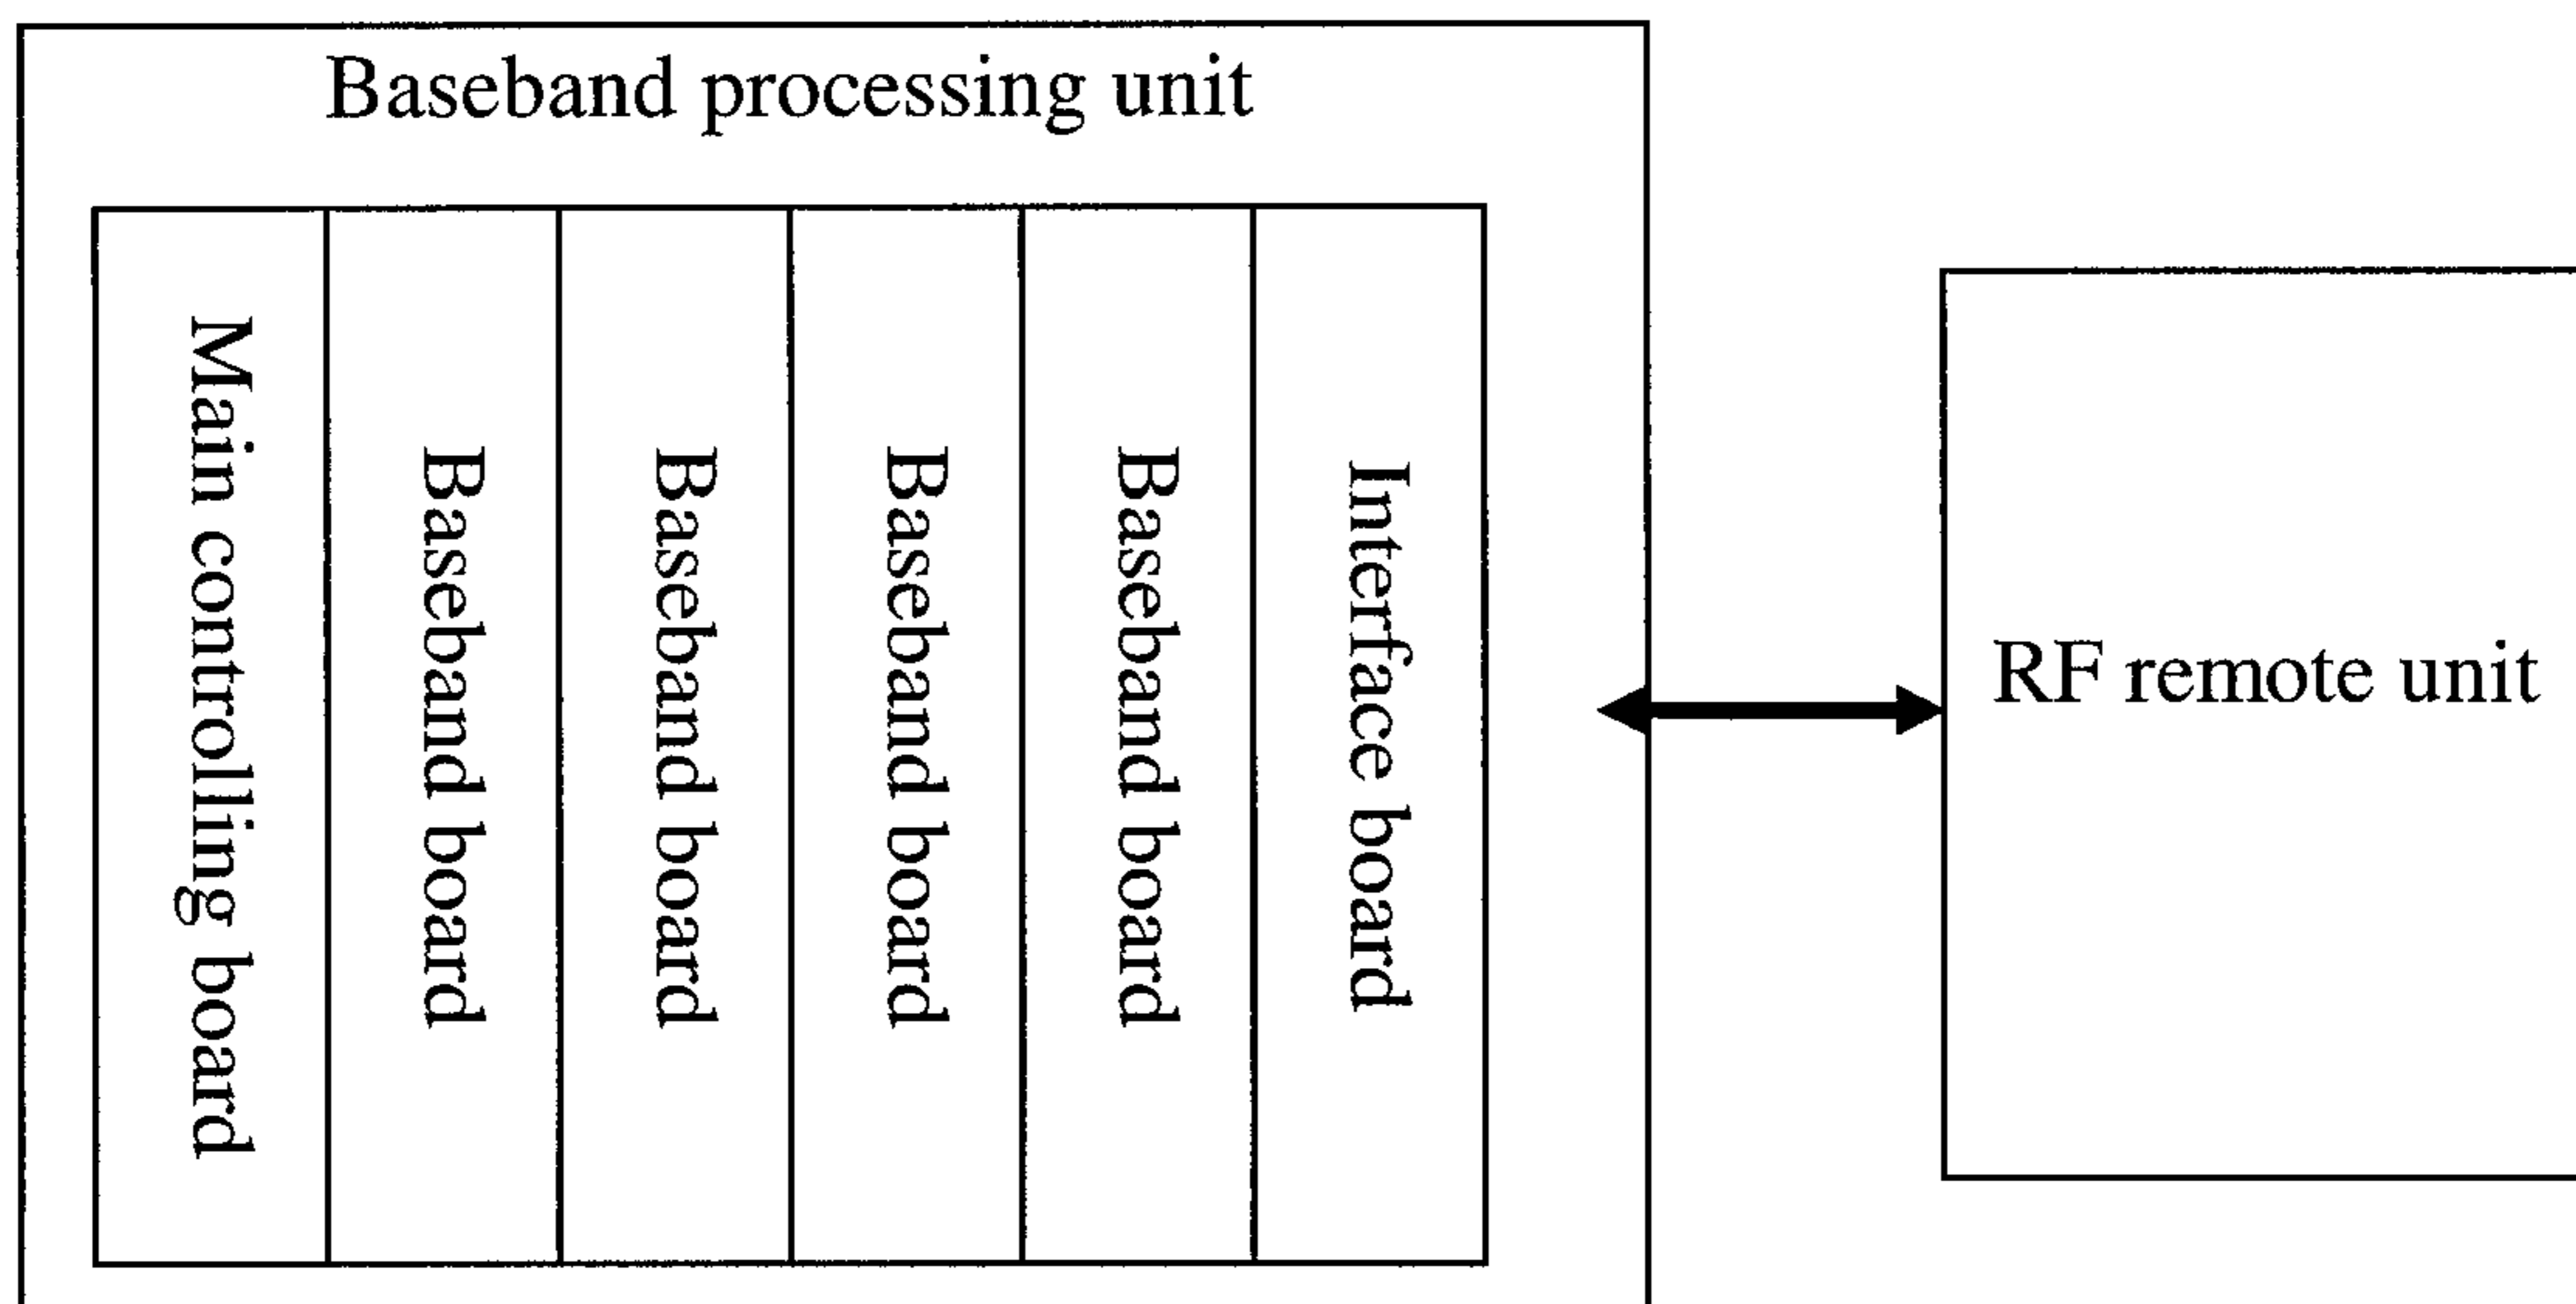 Baseband processing unit
Main controlling board
Baseband board
Baseband board
Baseband board
Baseband board
Interface board
RF remote unit